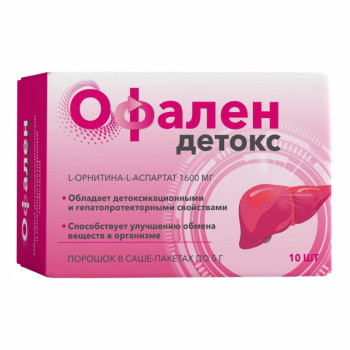 Офален
детокс
L-ОРНИТИНА-L-АСПАРТАТ 1600 МГ
• Обладает детоксикационными
и гепатопротекторными свойствами
• Способствует улучшению обмена
веществ в организме
10 ШТ
ПОРОШОК В САШЕ-ПАКЕТАХ ПО 5 Г
Офален
детокс